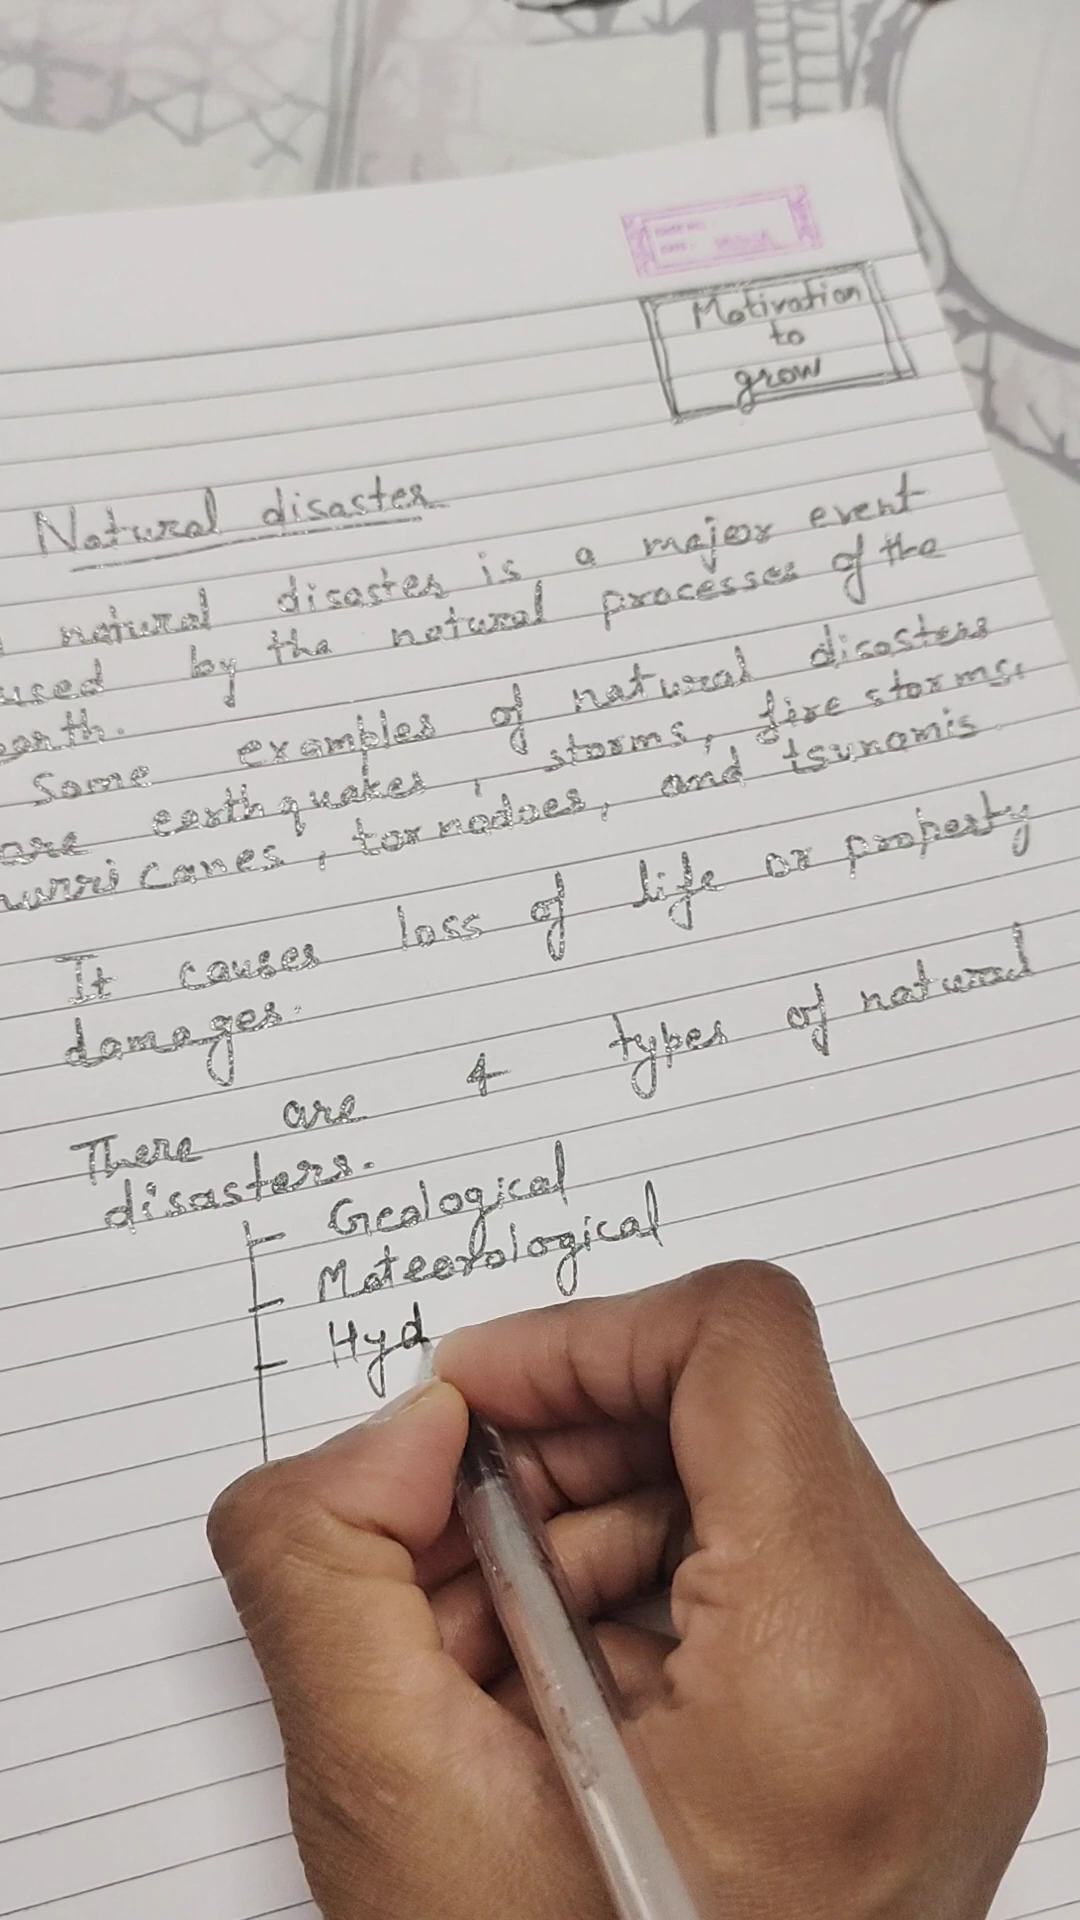 Motivation
to
grow
Natural disaster
natural disaster is a major event
used by the natural processes of the
earth.
Some examples of natural disasters
are earthquakes, storms, fire storms,
hurricanes, tornadoes, and tsunamis.
It causes loss of life or property
damages.
There are 4 types of natural
disasters.
Geological
Meteorological
Hyd